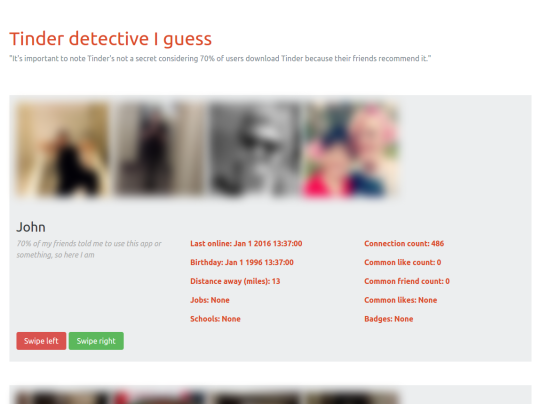 Tinder detective I guess
"It's important to note Tinder's not a secret considering 70% of users download Tinder because their friends recommend it."
John
70% of my friends told me to use this app or
something, so here I am
Last online: Jan 1 2016 13:37:00
Birthday: Jan 1 1996 13:37:00
Distance away (miles): 13
Jobs: None
Schools: None
Connection count: 486
Common like count: 0
Common friend count: 0
Common likes: None
Badges: None
Swipe left
Swipe right